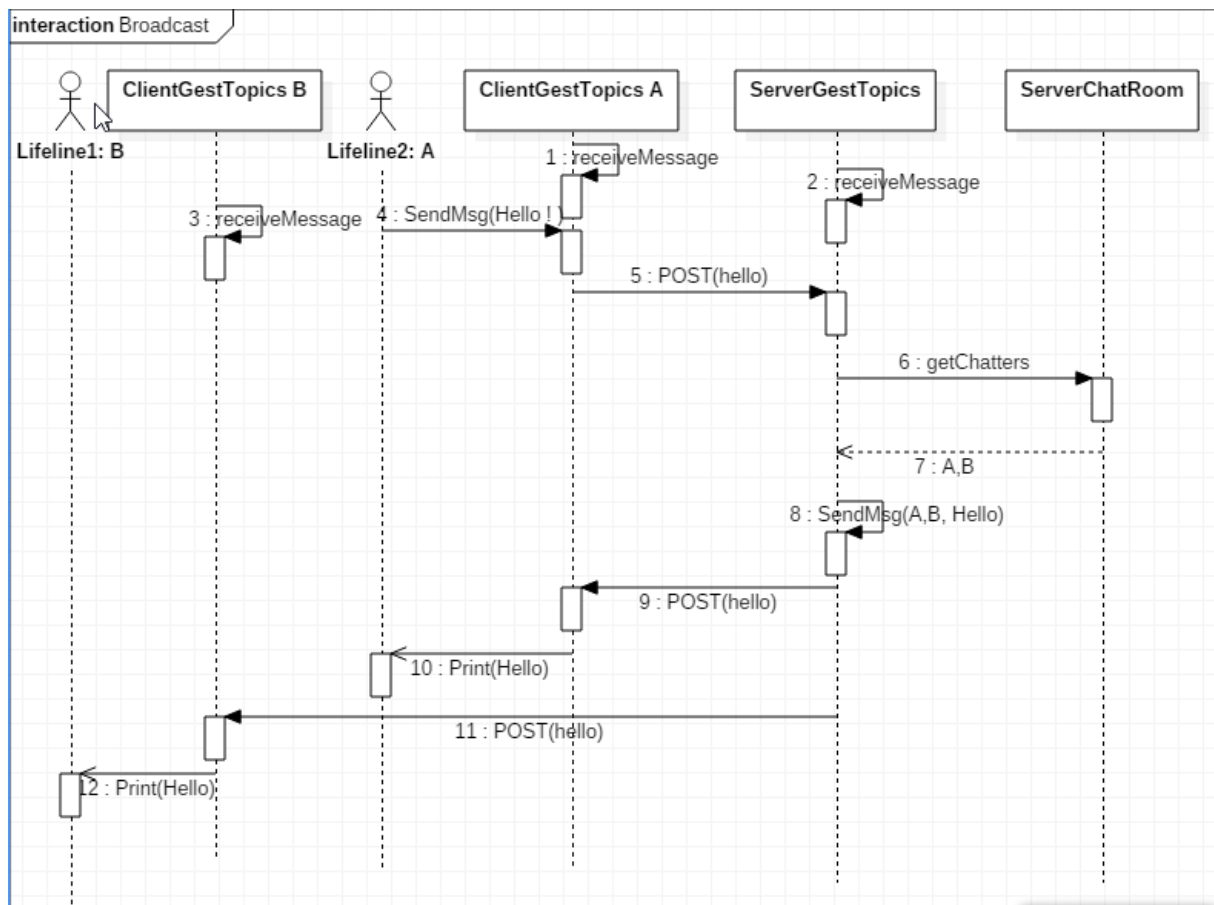 interaction Broadcast
ClientGestTopics B
ClientGestTopics A
ServerGestTopics
ServerChatRoom
Lifeline1: B
Lifeline2: A
1 : receiveMessage
2 : receiveMessage
3 : receiveMessage
4 : SendMsg(Hello ! )
5 : POST(hello)
6 : getChatters
7 : A,B
8 : SendMsg(A,B, Hello)
9 : POST(hello)
10 : Print(Hello)
11 : POST(hello)
12 : Print(Hello)